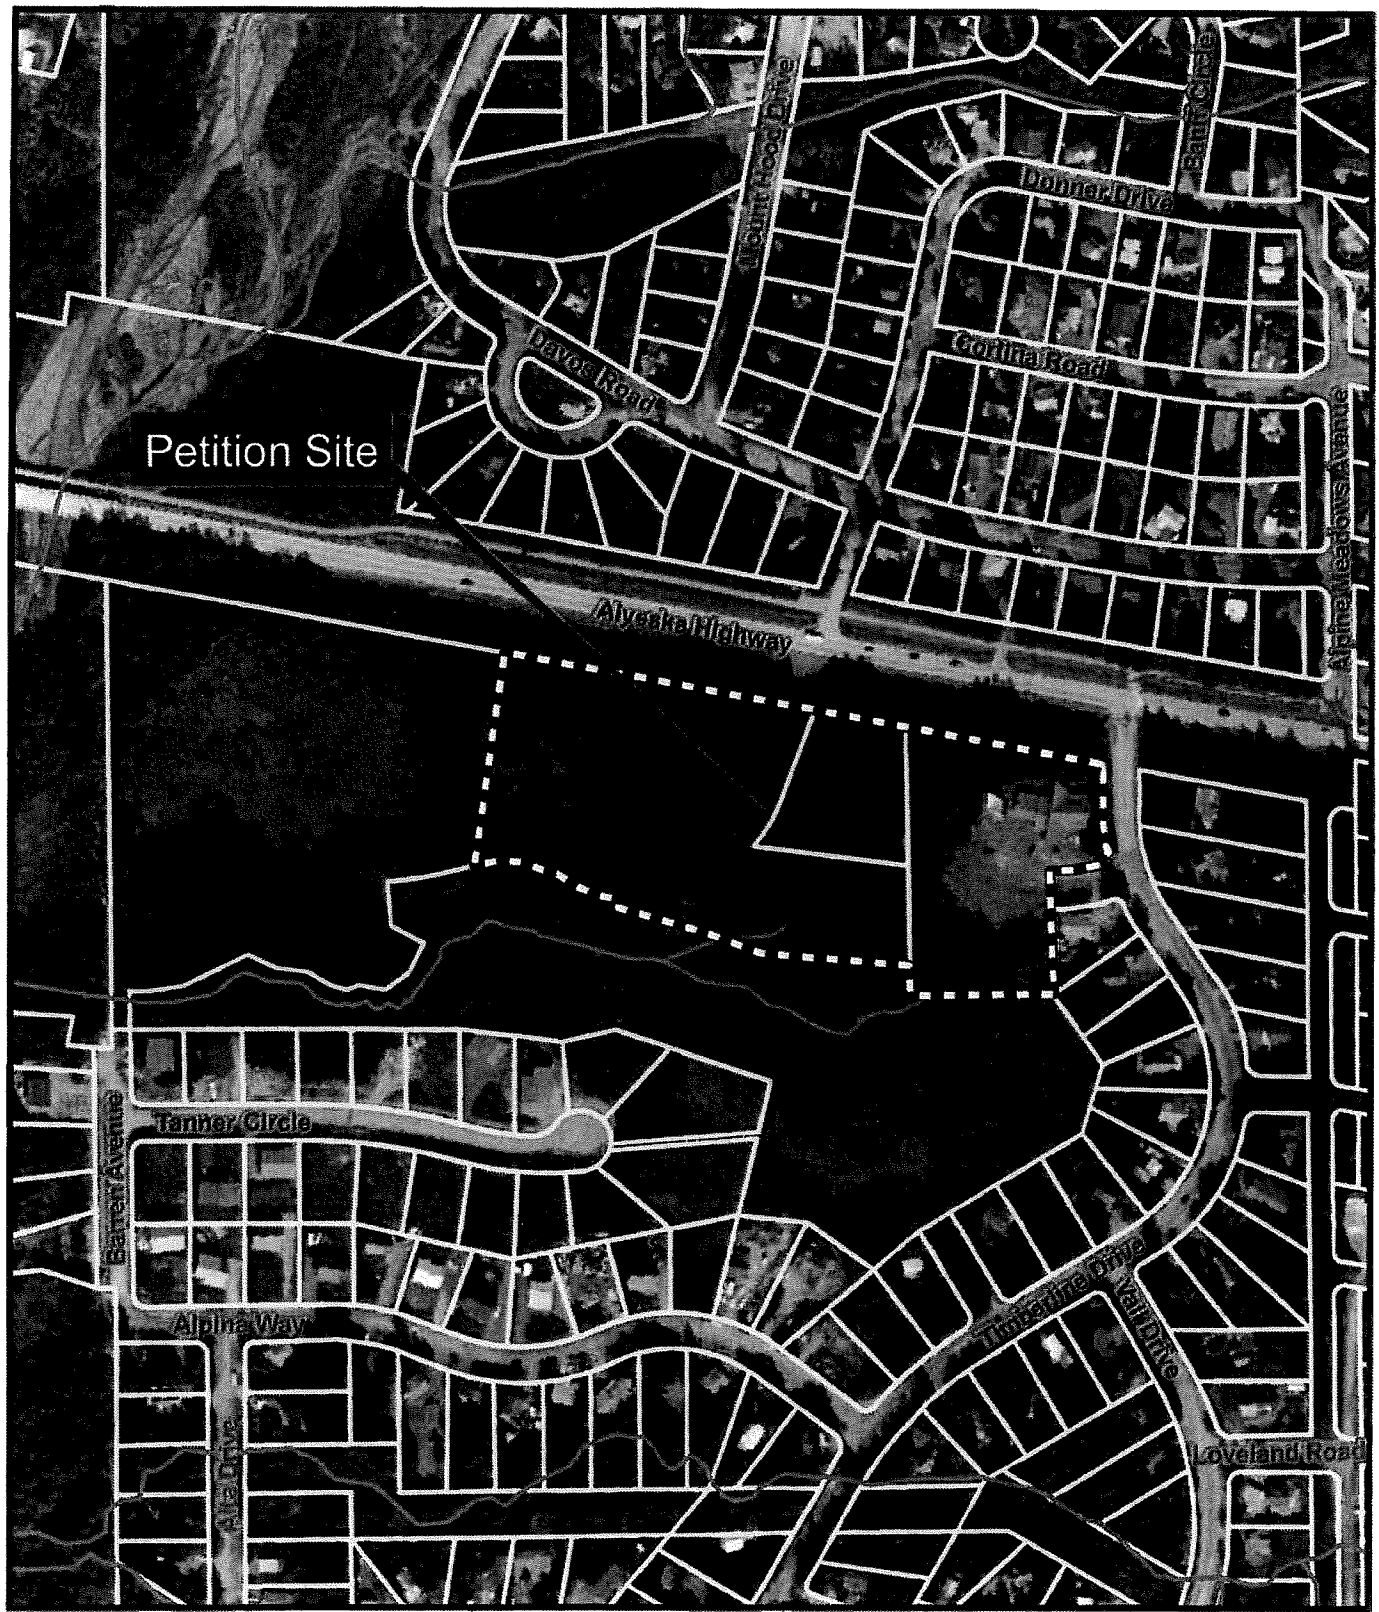 Mount Hood Drive
Banff Circle
Donner Drive
Davos Road
Cortina Road
Alpine Meadows Avenue
Petition Site
Alyeska Highway
Tanner Circle
Barren Avenue
Alpina Way
Timberline Drive
Vail Drive
Alta Drive
Loveland Road